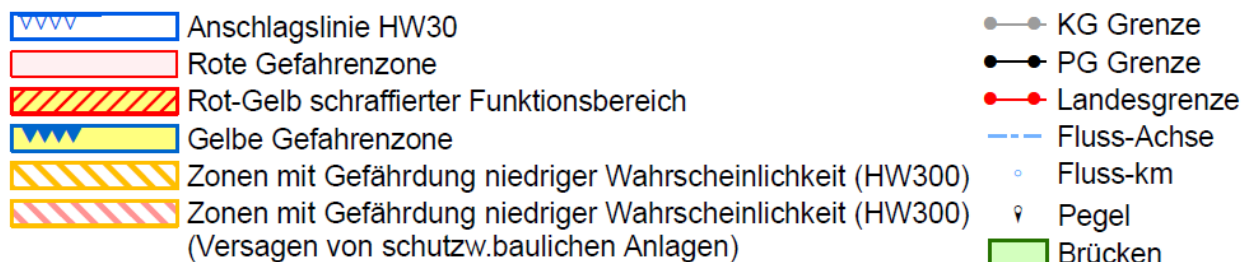 Anschlagslinie HW30
Rote Gefahrenzone
Rot-Gelb schraffierter Funktionsbereich
Gelbe Gefahrenzone
Zonen mit Gefährdung niedriger Wahrscheinlichkeit (HW300)
Zonen mit Gefährdung niedriger Wahrscheinlichkeit (HW300)
(Versagen von schutzw.baulichen Anlagen)
KG Grenze
PG Grenze
Landesgrenze
Fluss-Achse
Fluss-km
Pegel
Brücken